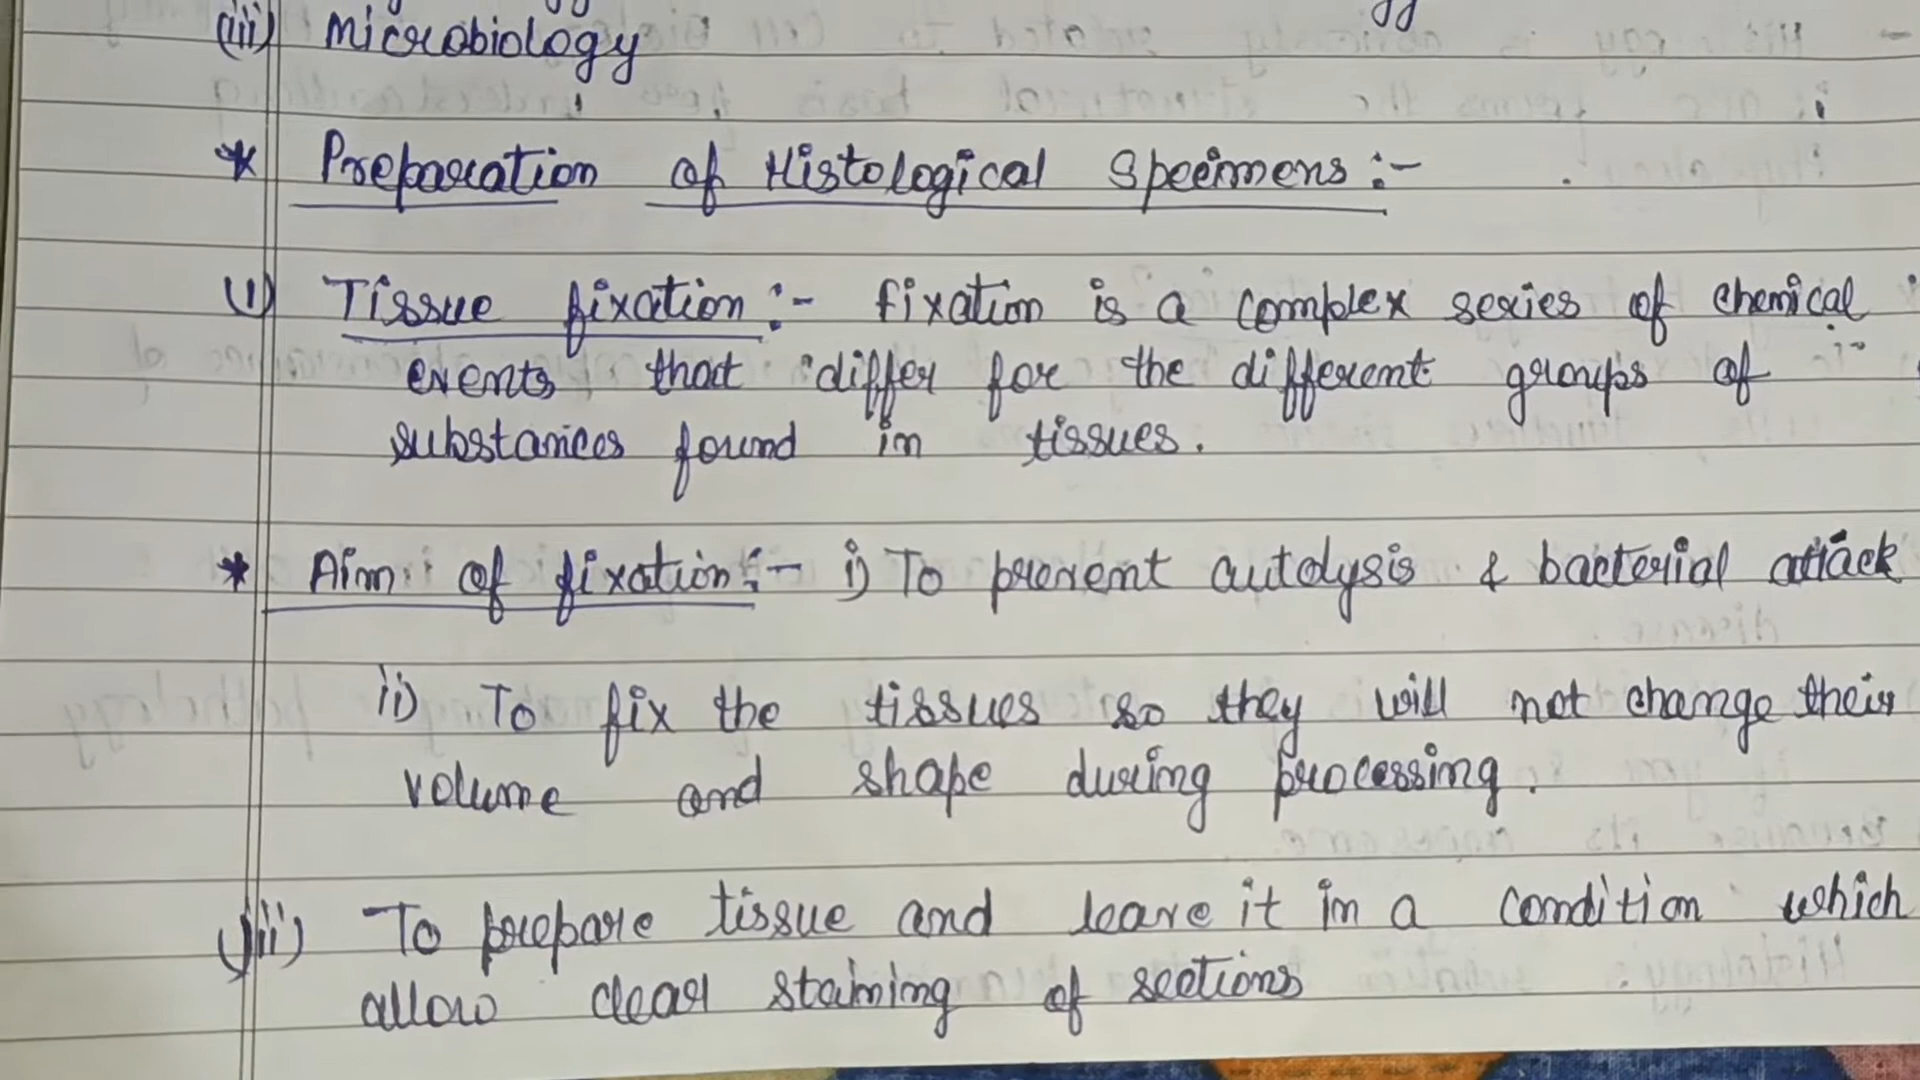 (iii) Microbiology
* Preparation of Histological Specimens :-
(1) Tissue fixation :- fixation is a complex series of chemical
events that differ for the different groups of
substances found in tissues.
* Aim of fixation :- i) To prevent autolysis & bacterial attack
ii) To fix the tissues so they will not change their
volume and shape during processing.
iii) To prepare tissue and leave it in a condition which
allow clear staining of sections